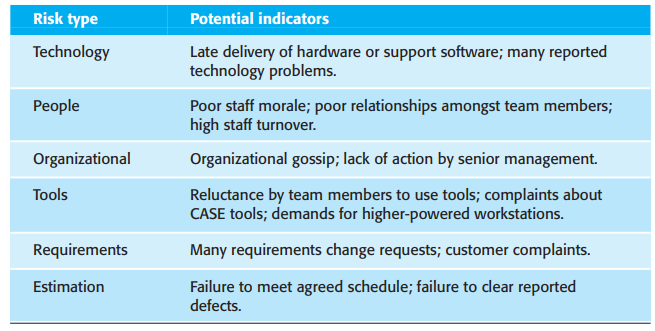 Risk type Potential indicators
Technology Late delivery of hardware or support software; many reported
technology problems.
People Poor staff morale; poor relationships amongst team members;
high staff turnover.
Organizational Organizational gossip; lack of action by senior management.
Tools Reluctance by team members to use tools; complaints about
CASE tools; demands for higher-powered workstations.
Requirements Many requirements change requests; customer complaints.
Estimation Failure to meet agreed schedule; failure to clear reported
defects.